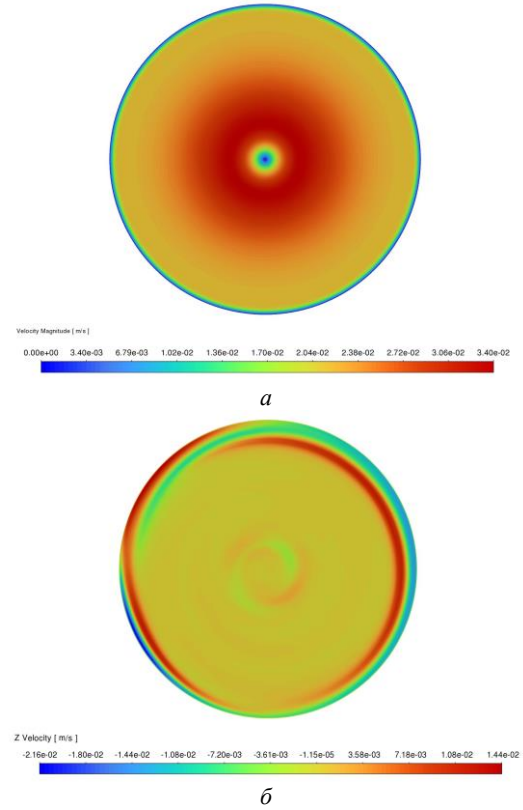 Velocity Magnitude [ m/s ]
0.00e+00 3.40e-03 6.79e-03 1.02e-02 1.36e-02 1.70e-02 2.04e-02 2.38e-02 2.72e-02 3.06e-02 3.40e-02
а
Z Velocity [ m/s ]
-2.16e-02 -1.80e-02 -1.44e-02 -1.08e-02 -7.20e-03 -3.61e-03 -1.15e-05 3.58e-03 7.18e-03 1.08e-02 1.44e-02
б